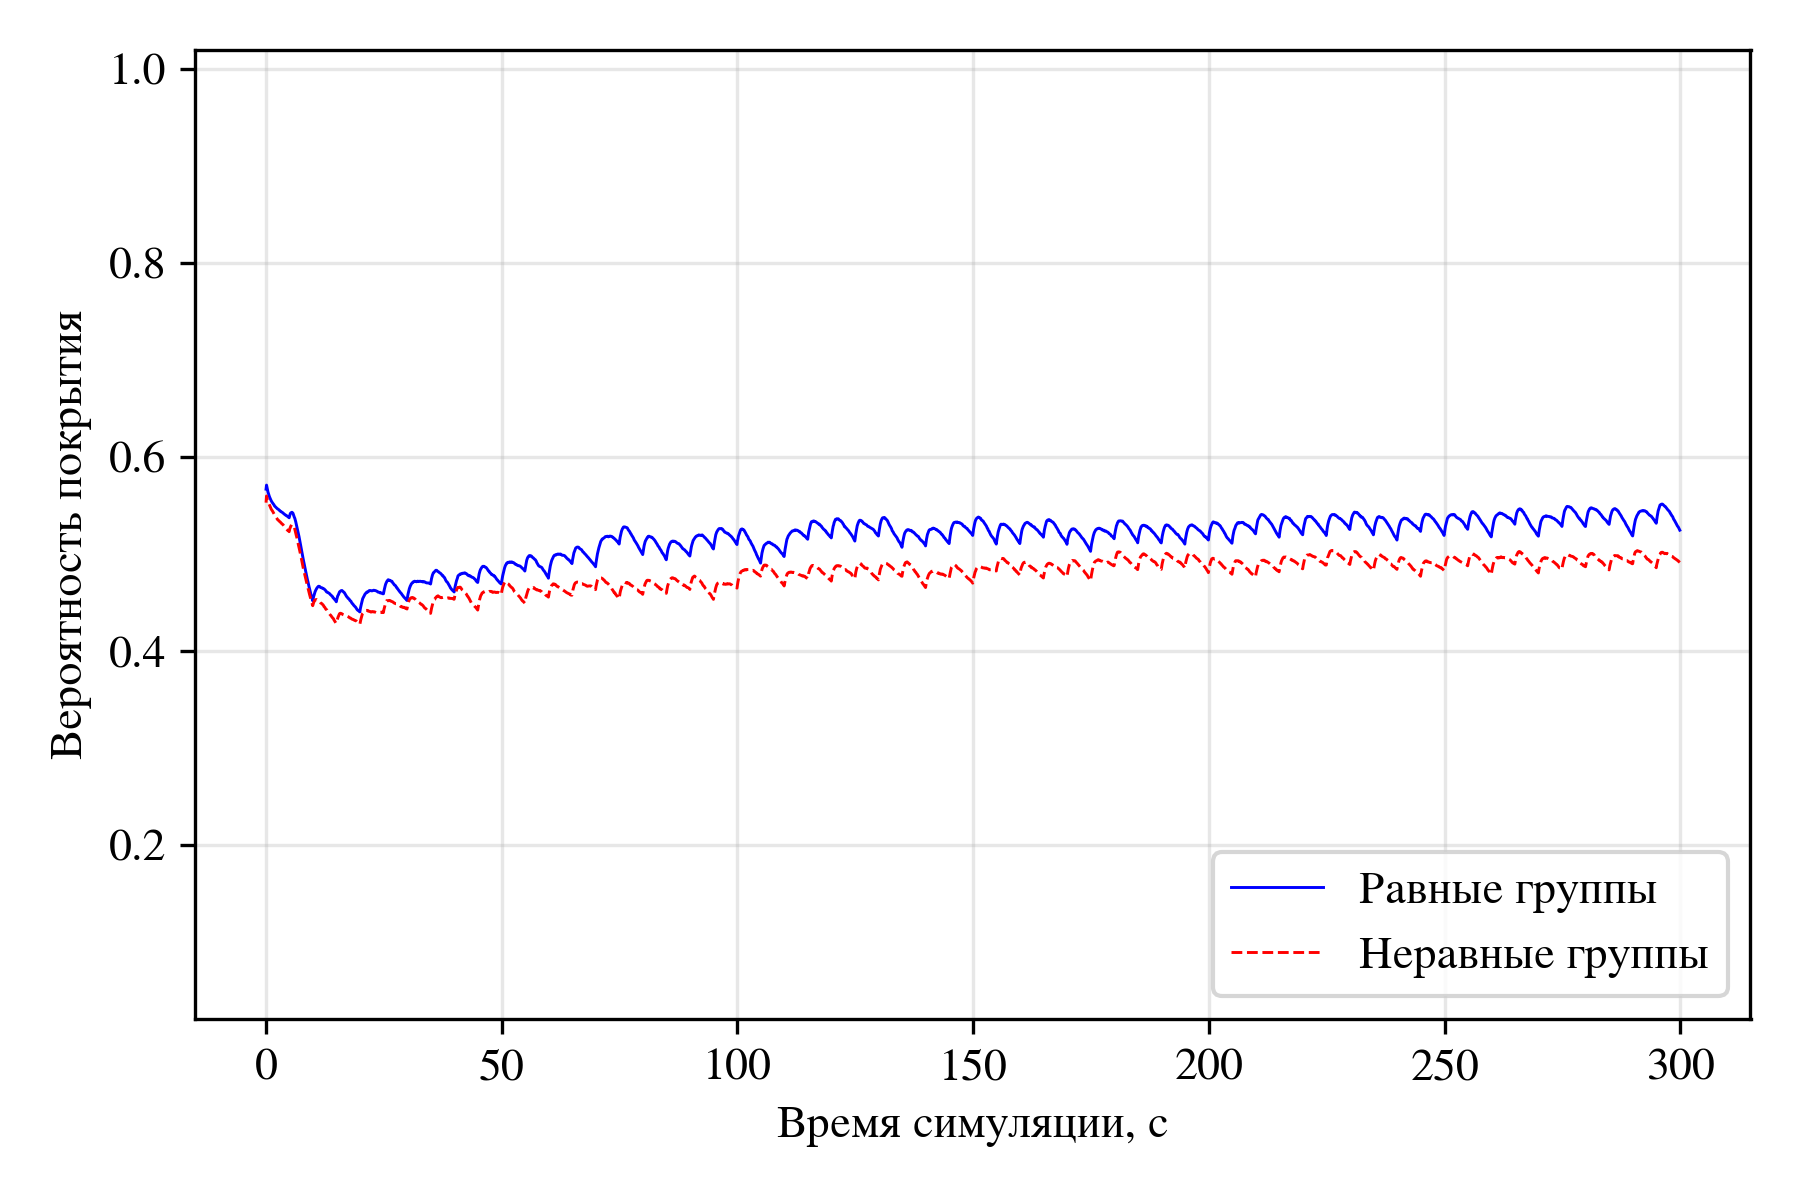 Вероятность покрытия
1.0
0.8
0.6
0.4
0.2
Равные группы
Неравные группы
0 50 100 150 200 250 300
Время симуляции, с